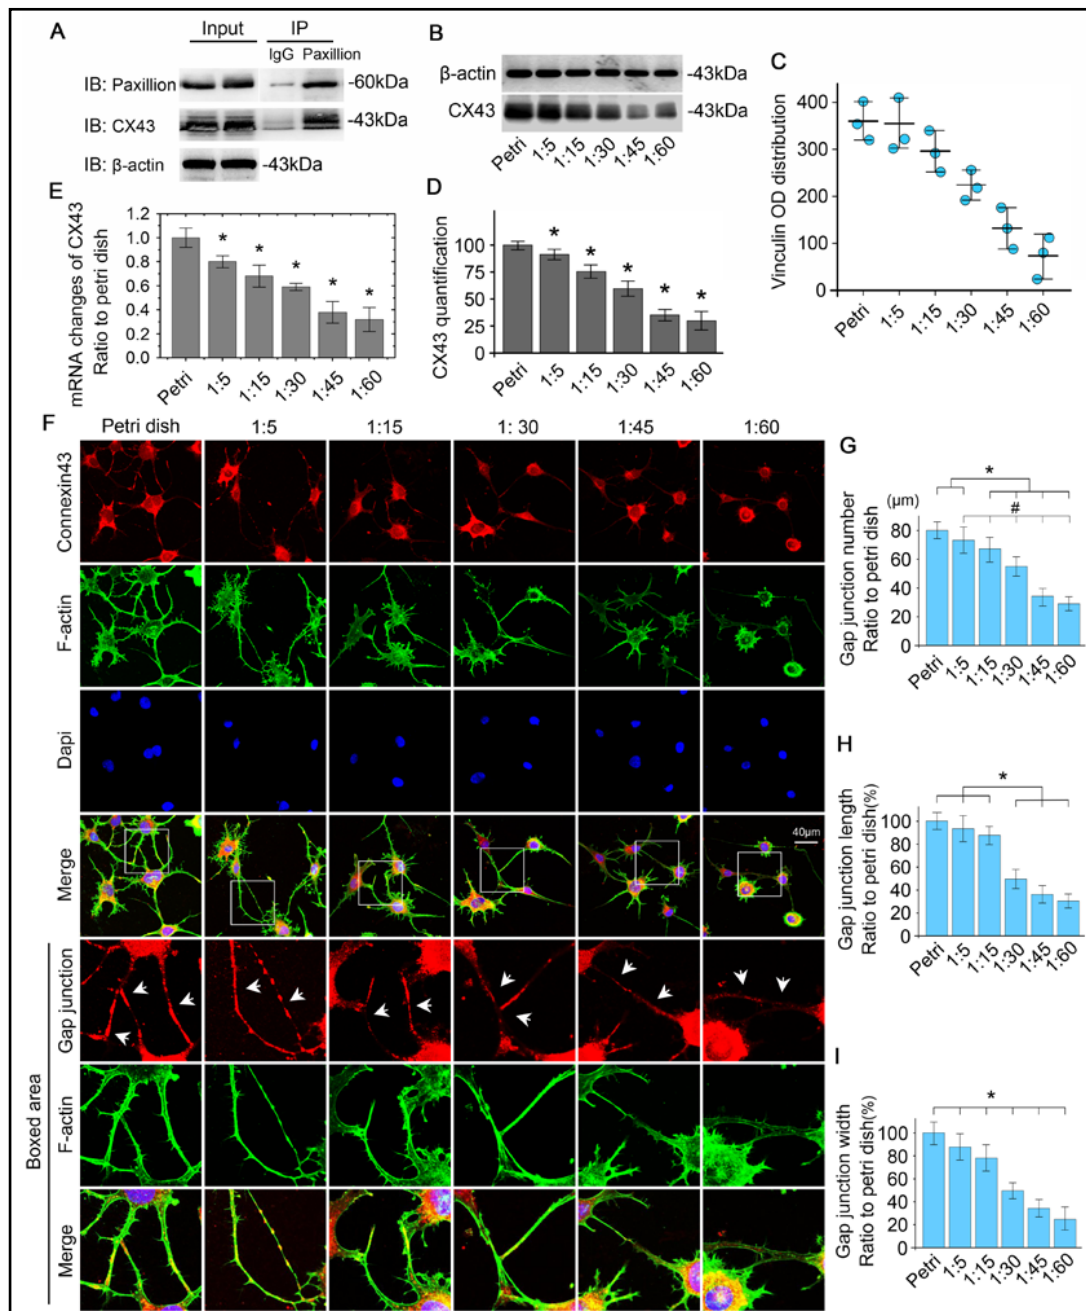 A
Input
IP
IgG
Paxillion
IB: Paxillion
-60kDa
IB: CX43
-43kDa
IB: β-actin
-43kDa
B
β-actin
-43kDa
CX43
-43kDa
Petri
1:5
1:15
1:30
1:45
1:60
C
Vinculin OD distribution
400
300
200
100
0
Petri
1:5
1:15
1:30
1:45
1:60
E
mRNA changes of CX43
Ratio to petri dish
1.2
1.0
0.8
0.6
0.4
0.2
0.0
* * * * *
Petri
1:5
1:15
1:30
1:45
1:60
D
CX43 quantification
100
75
50
25
0
* * * * *
Petri
1:5
1:15
1:30
1:45
1:60
F
Petri dish
1:5
1:15
1: 30
1:45
1:60
Connexin43
F-actin
Dapi
Merge
40μm
Boxed area
Gap junction
F-actin
Merge
G
Gap junction number
Ratio to petri dish
(μm)
80
60
40
20
0
*
#
Petri
1:5
1:15
1:30
1:45
1:60
H
Gap junction length
Ratio to petri dish(%)
100
80
60
40
20
0
*
Petri
1:5
1:15
1:30
1:45
1:60
I
Gap junction width
Ratio to petri dish(%)
100
80
60
40
20
0
*
Petri
1:5
1:15
1:30
1:45
1:60